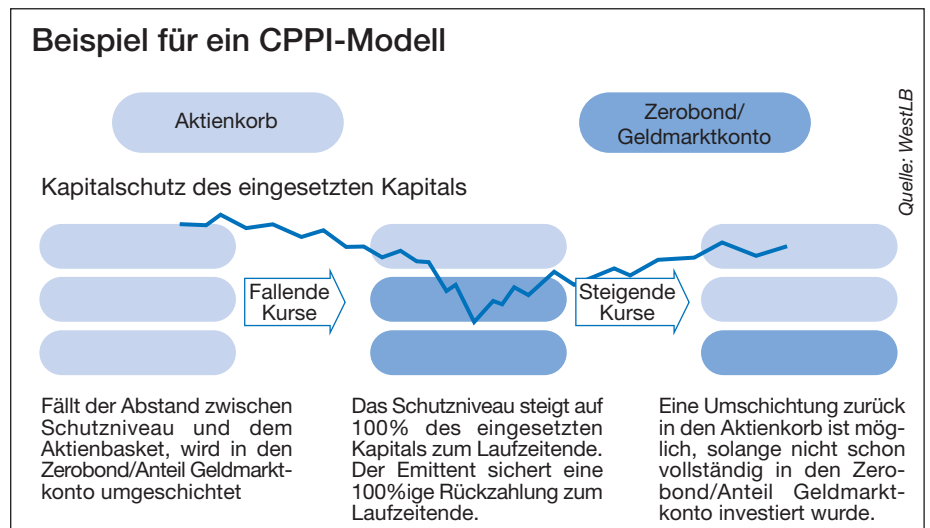 Beispiel für ein CPPI-Modell
Aktienkorb
Zerobond/
Geldmarktkonto
Quelle: WestLB
Kapitalschutz des eingesetzten Kapitals
Fallende
Kurse
Steigende
Kurse
Fällt der Abstand zwischen
Schutzniveau und dem
Aktienbasket, wird in den
Zerobond/Anteil Geldmarkt-
konto umgeschichtet
Das Schutzniveau steigt auf
100% des eingesetzten
Kapitals zum Laufzeitende.
Der Emittent sichert eine
100%ige Rückzahlung zum
Laufzeitende.
Eine Umschichtung zurück
in den Aktienkorb ist mög-
lich, solange nicht schon
vollständig in den Zero-
bond/Anteil Geldmarkt-
konto investiert wurde.